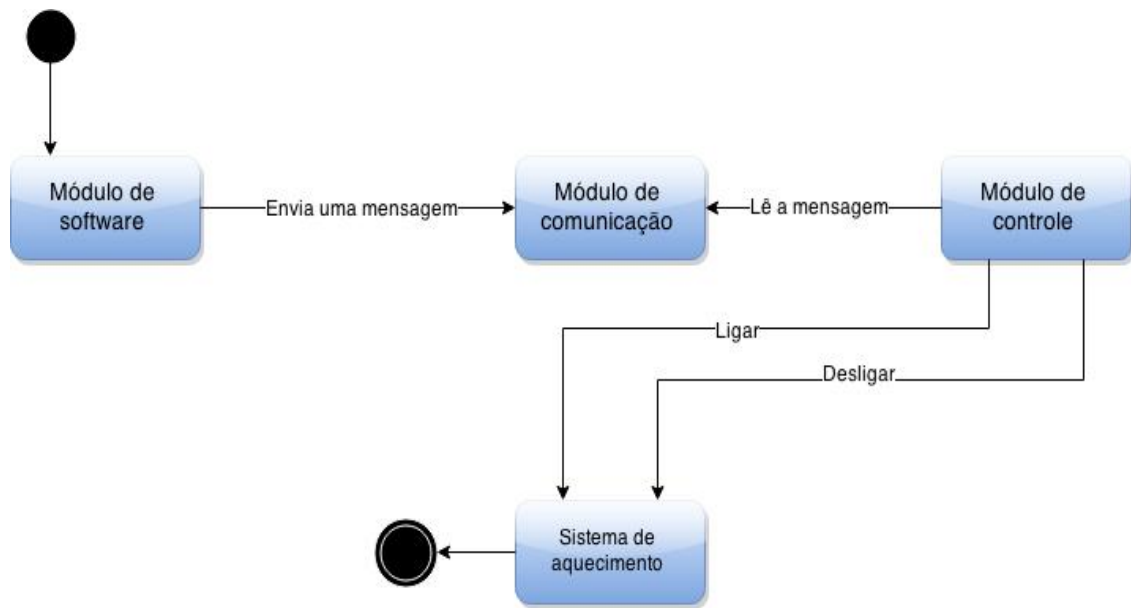 Módulo de
software
Envia uma mensagem
Módulo de
comunicação
Lê a mensagem
Módulo de
controle
Ligar
Desligar
Sistema de
aquecimento